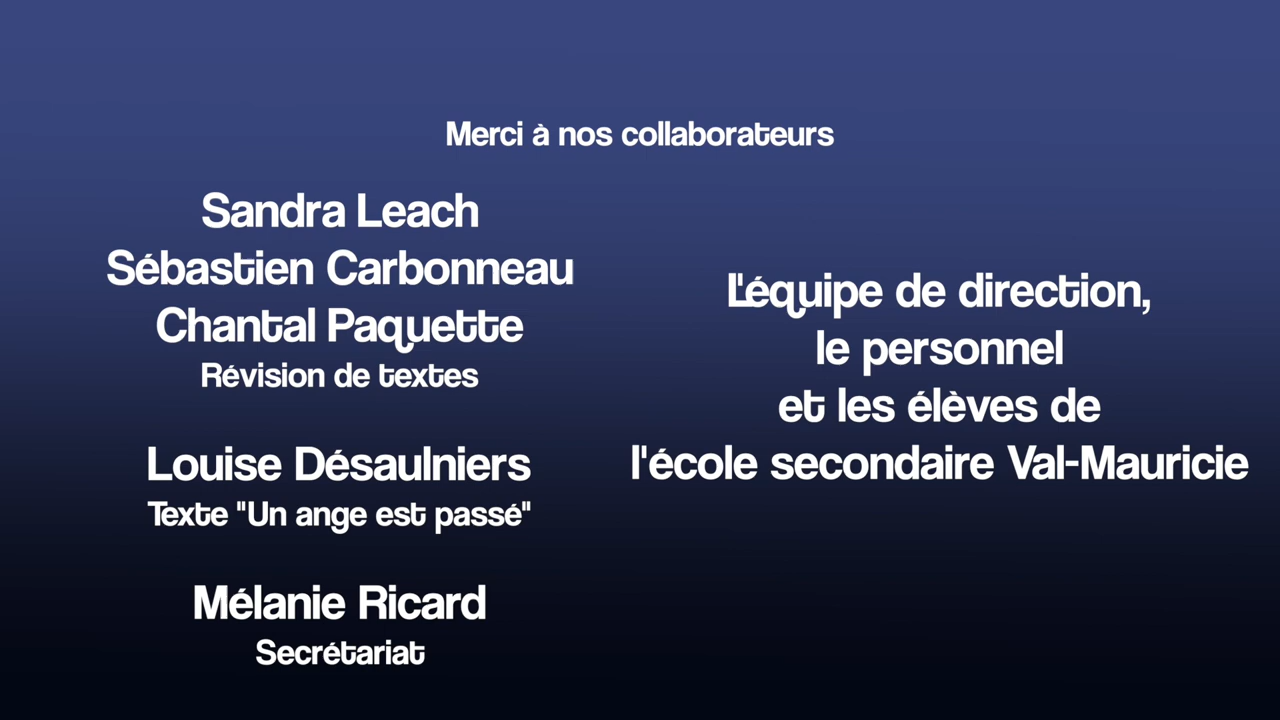 Merci à nos collaborateurs
Sandra Leach
Sébastien Carbonneau
Chantal Paquette
Révision de textes
Louise Désaulniers
Texte "Un ange est passé"
Mélanie Ricard
Secrétariat
L'équipe de direction,
le personnel
et les élèves de
l'école secondaire Val-Mauricie